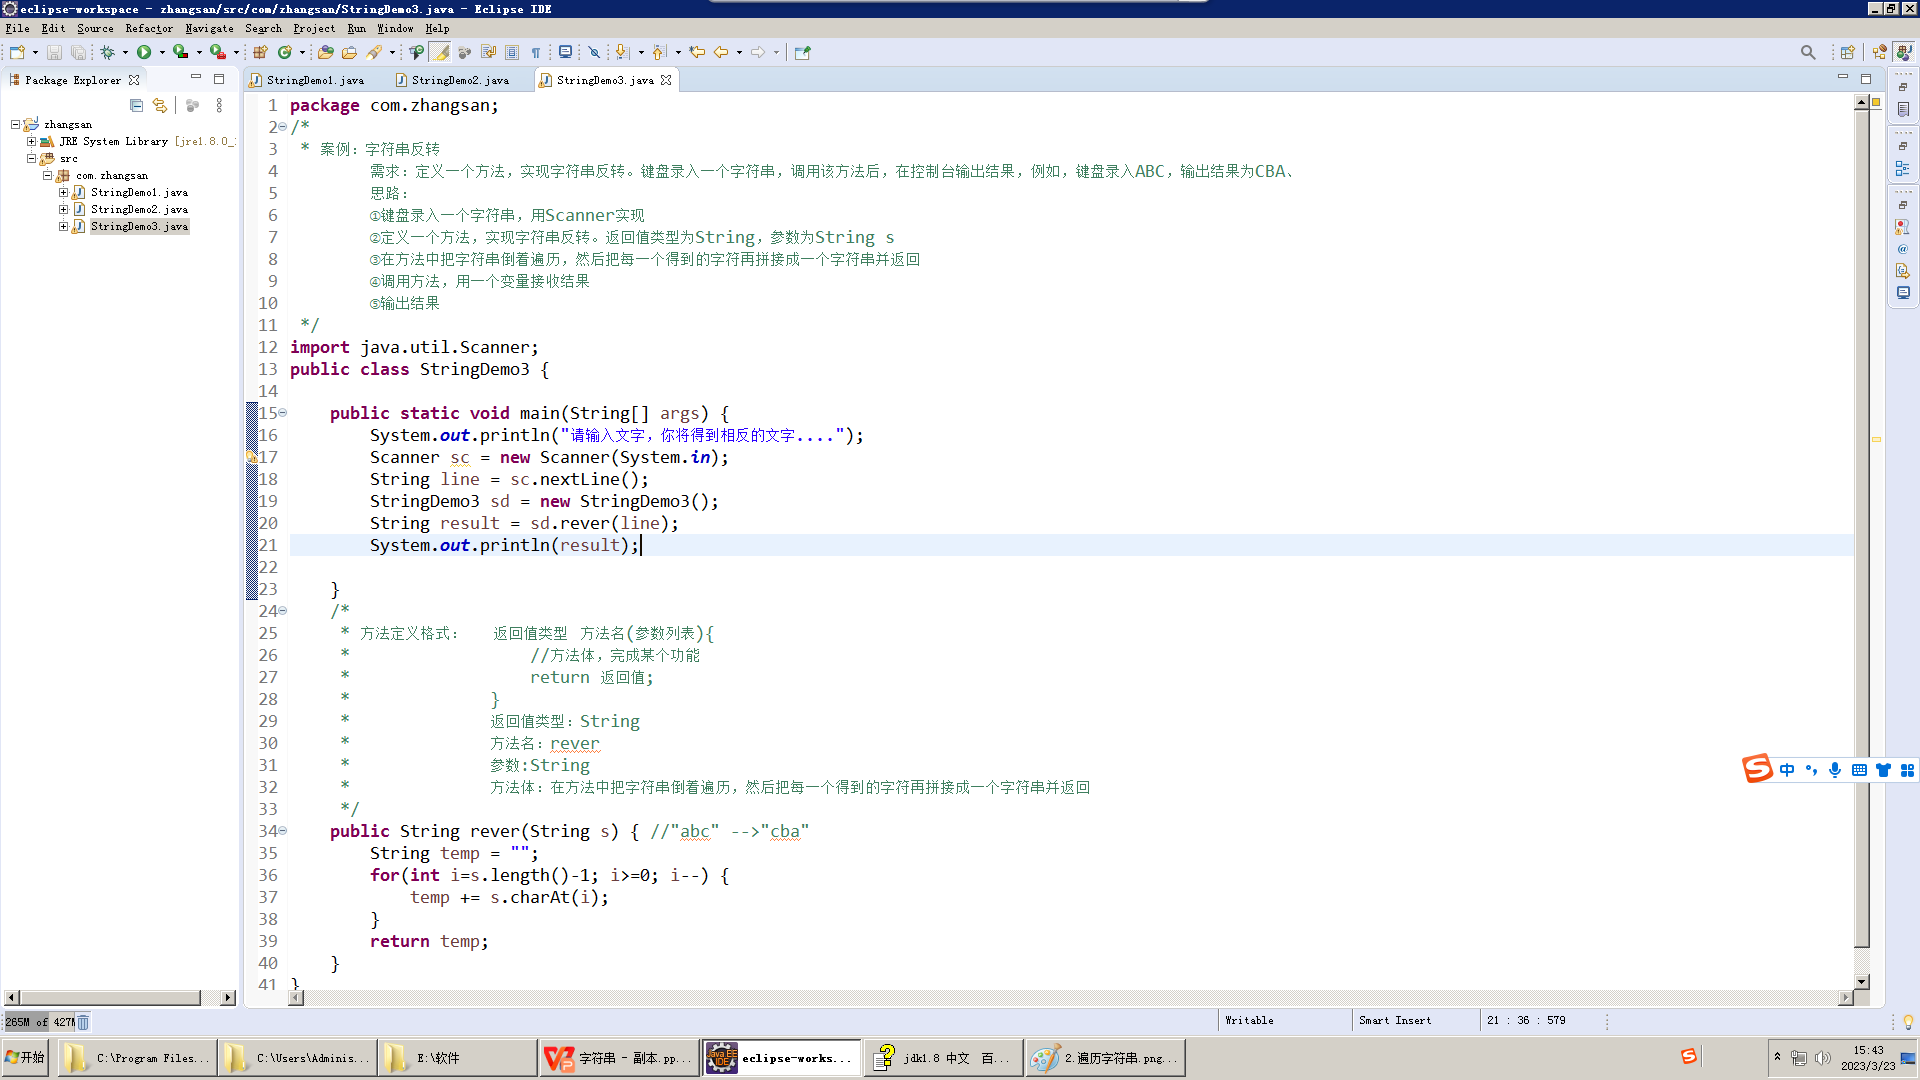 eclipse-workspace - zhangsan/src/com/zhangsan/StringDemo3.java - Eclipse IDE
File Edit Source Refactor Navigate Search Project Run Window Help
Package Explorer
StringDemo1.java StringDemo2.java StringDemo3.java
zhangsan
JRE System Library [jre1.8.0_
src
com.zhangsan
StringDemo1.java
StringDemo2.java
StringDemo3.java
1 package com.zhangsan;
2 /*
3 * 案例：字符串反转
4 需求：定义一个方法，实现字符串反转。键盘录入一个字符串，调用该方法后，在控制台输出结果，例如，键盘录入ABC，输出结果为CBA、
5 思路：
6 ①键盘录入一个字符串，用Scanner实现
7 ②定义一个方法，实现字符串反转。返回值类型为String，参数为String s
8 ③在方法中把字符串倒着遍历，然后把每一个得到的字符再拼接成一个字符串并返回
9 ④调用方法，用一个变量接收结果
10 ⑤输出结果
11 */
12 import java.util.Scanner;
13 public class StringDemo3 {
14
15 public static void main(String[] args) {
16 System.out.println("请输入文字，你将得到相反的文字....");
17 Scanner sc = new Scanner(System.in);
18 String line = sc.nextLine();
19 StringDemo3 sd = new StringDemo3();
20 String result = sd.rever(line);
21 System.out.println(result);
22
23 }
24 /*
25 * 方法定义格式： 返回值类型 方法名(参数列表){
26 * //方法体，完成某个功能
27 * return 返回值;
28 * }
29 * 返回值类型：String
30 * 方法名：rever
31 * 参数:String
32 * 方法体：在方法中把字符串倒着遍历，然后把每一个得到的字符再拼接成一个字符串并返回
33 */
34 public String rever(String s) { //"abc" -->"cba"
35 String temp = "";
36 for(int i=s.length()-1; i>=0; i--) {
37 temp += s.charAt(i);
38 }
39 return temp;
40 }
41 }
中
265M of 427M
Writable Smart Insert 21 : 36 : 579
开始 C:\Program Files... C:\Users\Adminis... E:\软件 字符串 - 副本.pp... eclipse-works... jdk1.8 中文 百... 2.遍历字符串.png...
15:43
2023/3/23